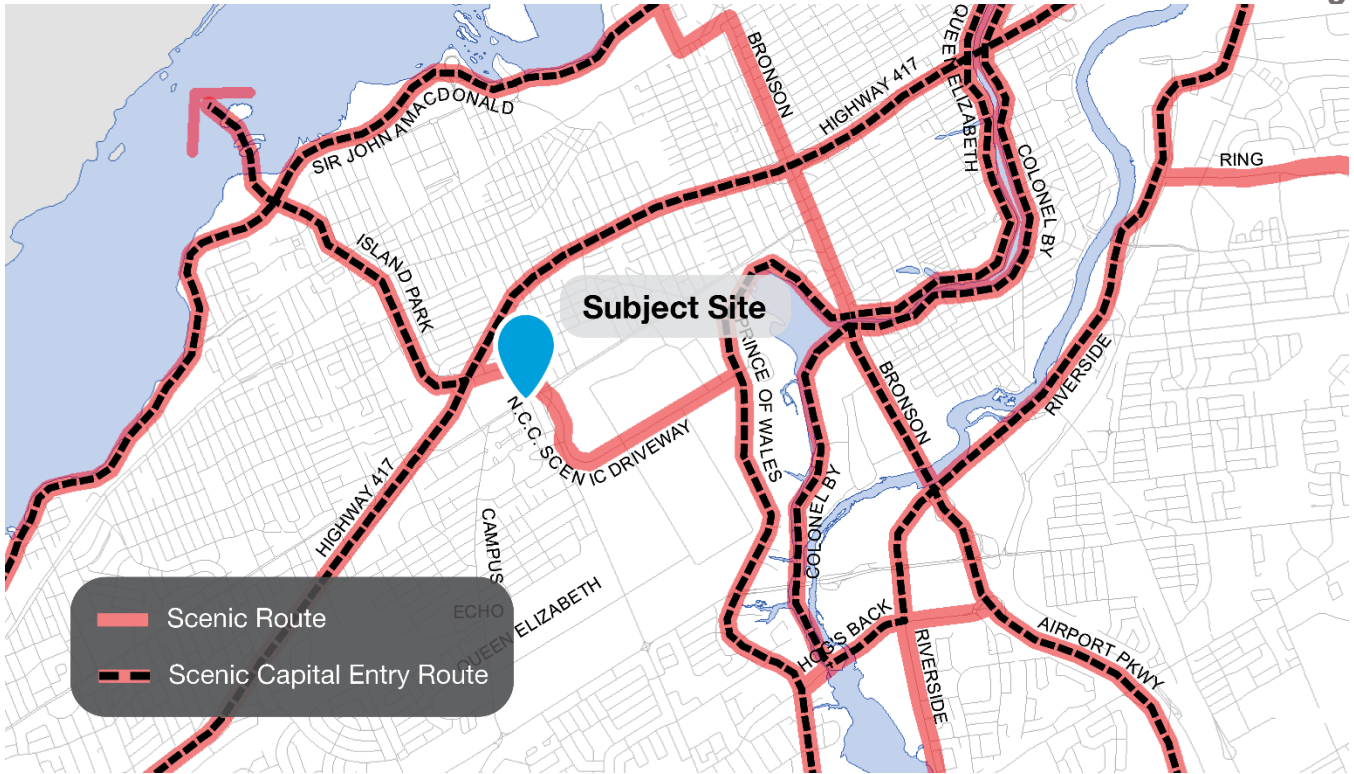 BRONSON
QUEEN ELIZABETH
HIGHWAY 417
SIR JOHN A MACDONALD
COLONEL BY
RING
ISLAND PARK
Subject Site
PRINCE OF WALES
BRONSON
RIVERSIDE
N.C.C. SCENIC DRIVEWAY
HIGHWAY 417
CAMPUS
COLONEL BY
ECHO
QUEEN ELIZABETH
HOGS BACK
RIVERSIDE
AIRPORT PKWY
Scenic Route
Scenic Capital Entry Route